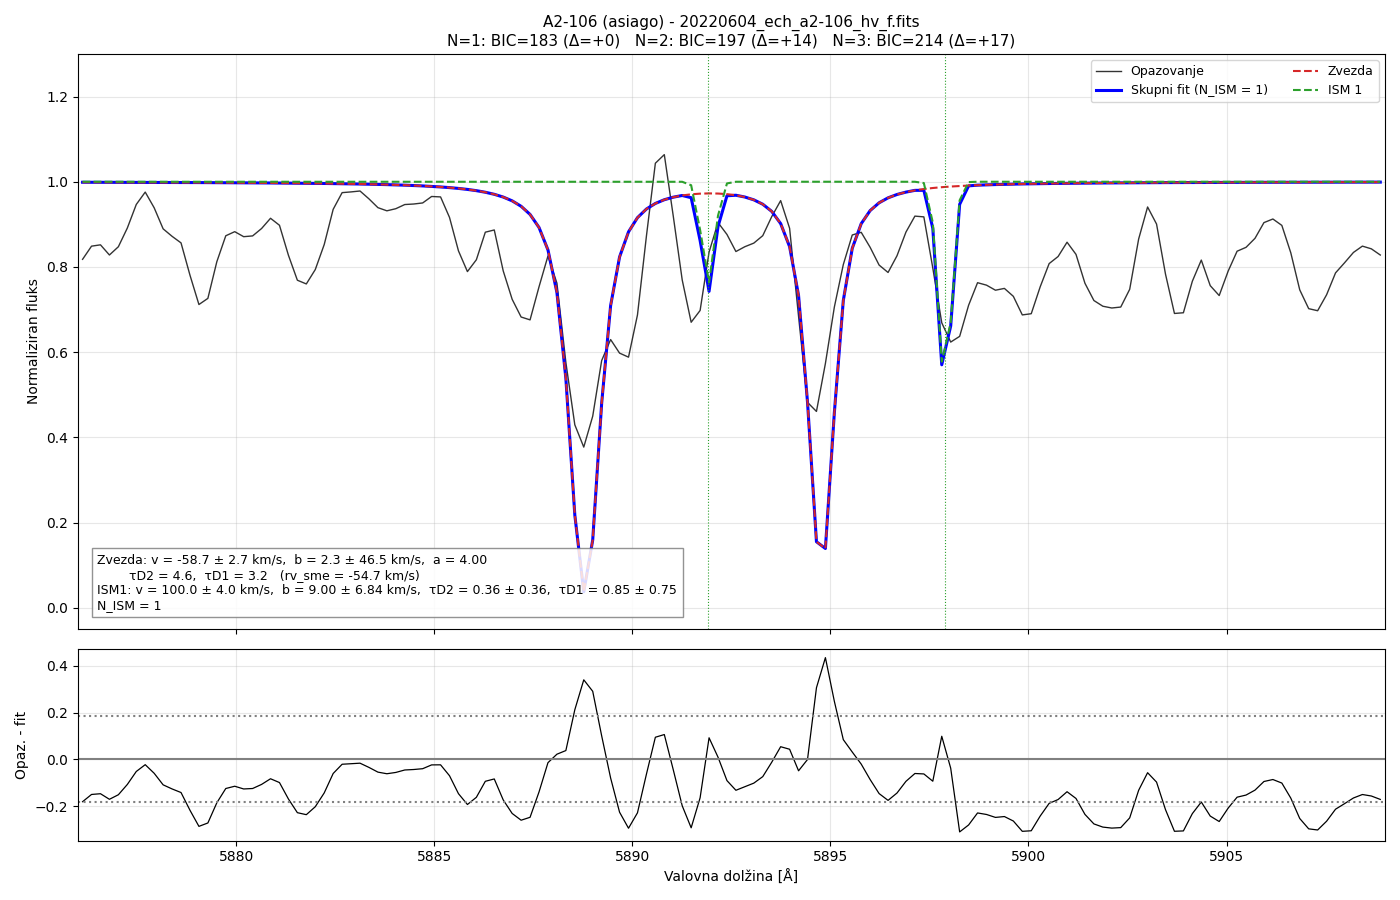 A2-106 (asiago) - 20220604_ech_a2-106_hv_f.fits
N=1: BIC=183 (Δ=+0)   N=2: BIC=197 (Δ=+14)   N=3: BIC=214 (Δ=+17)
Opazovanje
Skupni fit (N_ISM = 1)
Zvezda
ISM 1
Normaliziran fluks
1.2
1.0
0.8
0.6
0.4
0.2
0.0
Zvezda: v = -58.7 ± 2.7 km/s,  b = 2.3 ± 46.5 km/s,  a = 4.00
τD2 = 4.6,  τD1 = 3.2   (rv_sme = -54.7 km/s)
ISM1: v = 100.0 ± 4.0 km/s,  b = 9.00 ± 6.84 km/s,  τD2 = 0.36 ± 0.36,  τD1 = 0.85 ± 0.75
N_ISM = 1
Opaz. - fit
0.4
0.2
0.0
−0.2
5880
5885
5890
5895
5900
5905
Valovna dolžina [Å]